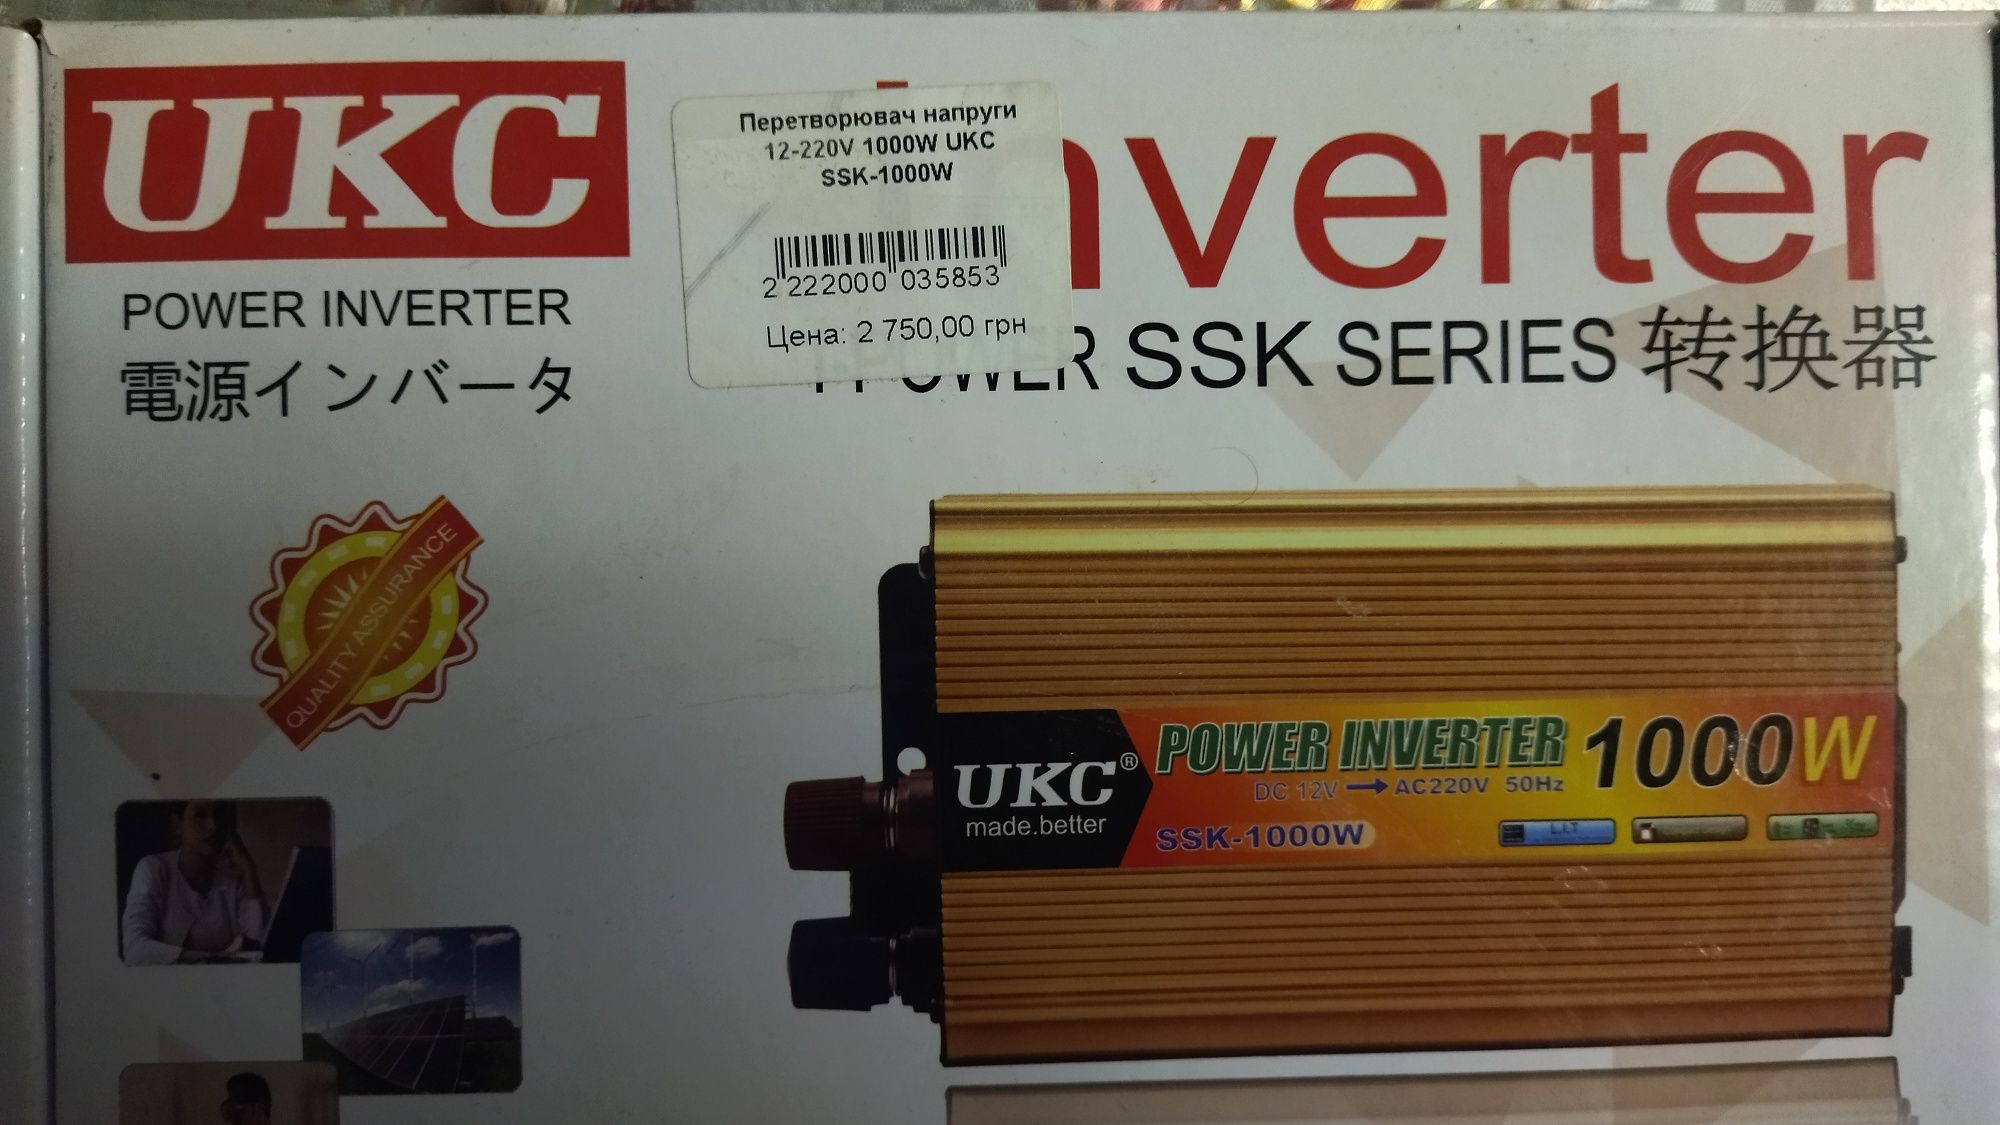 UKC
POWER INVERTER
電源インバータ
Перетворювач напруги
12-220V 1000W UKC
SSK-1000W
2 222000 035853
Цена: 2 750,00 грн
Inverter
POWER SSK SERIES 转换器
QUALITY ASSURANCE
UKC®
made.better
POWER INVERTER 1000W
DC 12V → AC220V 50Hz
SSK-1000W